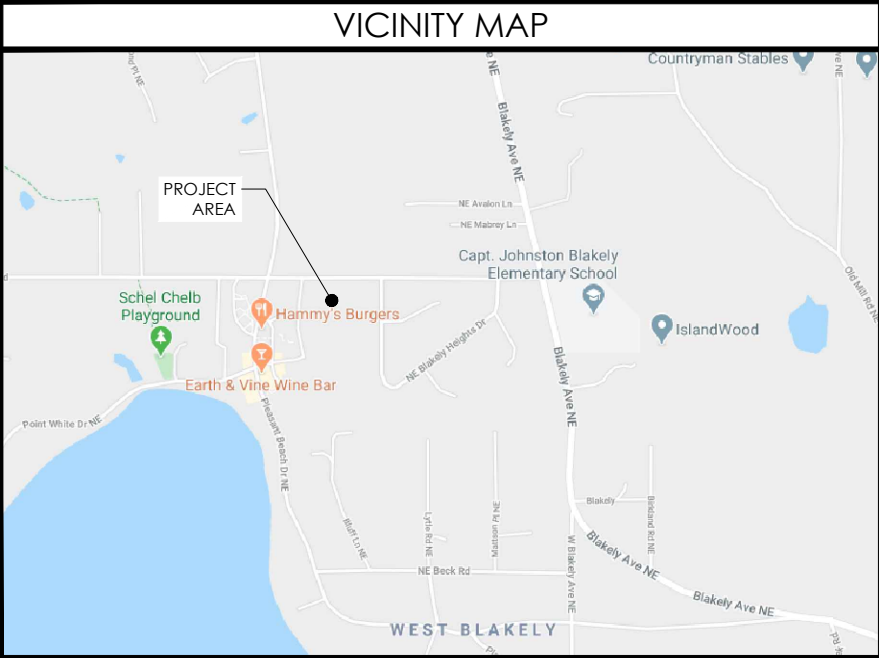 VICINITY MAP
Countryman Stables
Blakely Ave NE
PROJECT
AREA
NE Avalon Ln
NE Mabrey Ln
Capt. Johnston Blakely
Elementary School
Old Mill Rd NE
Schel Chelb
Playground
Hammy's Burgers
IslandWood
NE Blakely Heights Dr
Earth & Vine Wine Bar
Blakely Ave NE
Point White Dr NE
Pleasant Beach Dr NE
Blakely
Birkland Rd NE
Bluff Ln NE
Lytle Rd NE
Mattson Pl NE
W Blakely Ave NE
Blakely Ave NE
NE Beck Rd
Blakely Ave NE
WEST BLAKELY